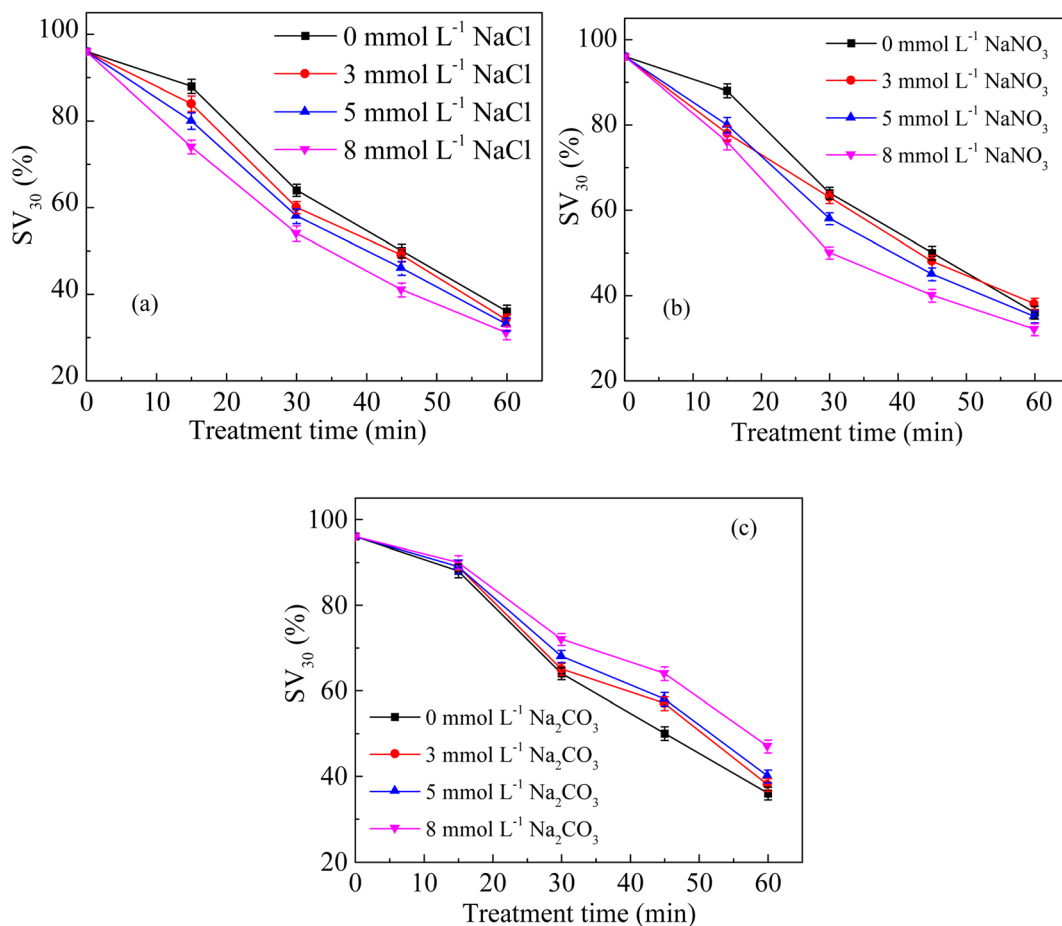 100
80
60
40
20
SV₃₀ (%)
0 mmol L⁻¹ NaCl
3 mmol L⁻¹ NaCl
5 mmol L⁻¹ NaCl
8 mmol L⁻¹ NaCl
(a)
0 10 20 30 40 50 60
Treatment time (min)
100
80
60
40
20
SV₃₀ (%)
0 mmol L⁻¹ NaNO₃
3 mmol L⁻¹ NaNO₃
5 mmol L⁻¹ NaNO₃
8 mmol L⁻¹ NaNO₃
(b)
0 10 20 30 40 50 60
Treatment time (min)
100
80
60
40
20
SV₃₀ (%)
(c)
0 mmol L⁻¹ Na₂CO₃
3 mmol L⁻¹ Na₂CO₃
5 mmol L⁻¹ Na₂CO₃
8 mmol L⁻¹ Na₂CO₃
0 10 20 30 40 50 60
Treatment time (min)